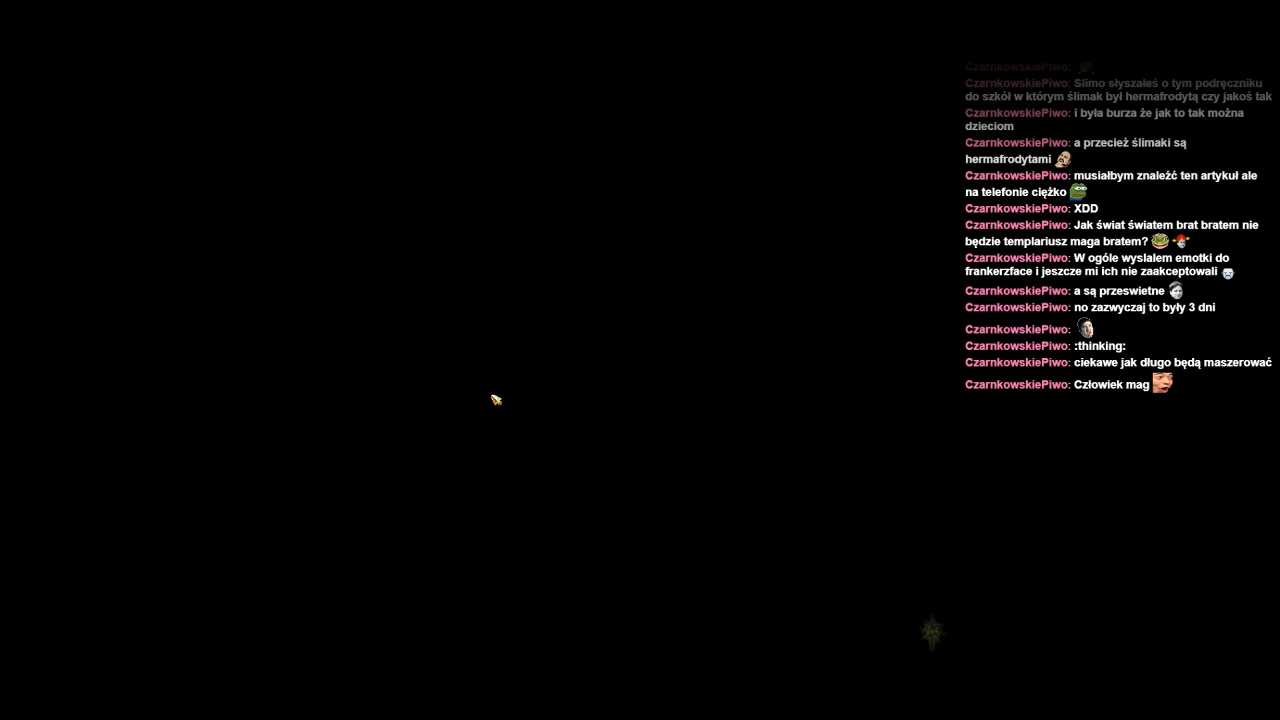 CzarnkowskiePiwo:
CzarnkowskiePiwo: Slimo słyszałeś o tym podręczniku
do szkół w którym ślimak był hermafrodytą czy jakoś tak
CzarnkowskiePiwo: i była burza że jak to tak można
dzieciom
CzarnkowskiePiwo: a przecież ślimaki są
hermafrodytami
CzarnkowskiePiwo: musiałbym znaleźć ten artykuł ale
na telefonie ciężko
CzarnkowskiePiwo: XDD
CzarnkowskiePiwo: Jak świat światem brat bratem nie
będzie templariusz maga bratem?
CzarnkowskiePiwo: W ogóle wyslalem emotki do
frankerzface i jeszcze mi ich nie zaakceptowali
CzarnkowskiePiwo: a są przeswietne
CzarnkowskiePiwo: no zazwyczaj to były 3 dni
CzarnkowskiePiwo:
CzarnkowskiePiwo: :thinking:
CzarnkowskiePiwo: ciekawe jak długo będą maszerować
CzarnkowskiePiwo: Człowiek mag